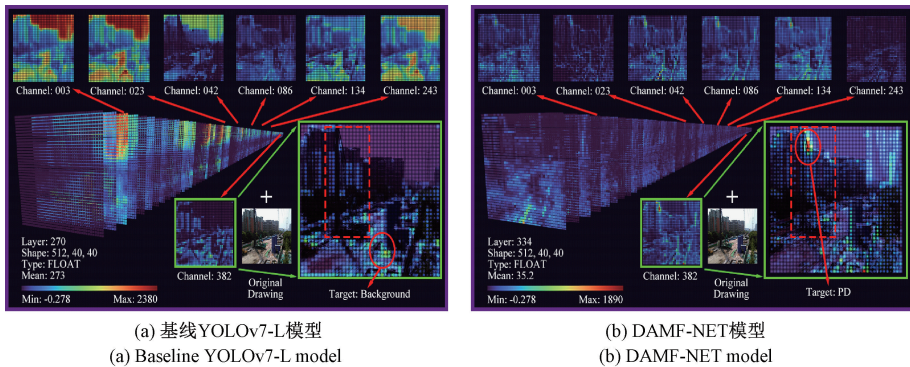 Channel: 003
Channel: 023
Channel: 042
Channel: 086
Channel: 134
Channel: 243
Layer: 270
Shape: 512, 40, 40
Type: FLOAT
Mean: 273
Min: -0.278
Max: 2380
Channel: 382
+
Original
Drawing
Target: Background
(a) 基线YOLOv7-L模型
(a) Baseline YOLOv7-L model
Channel: 003
Channel: 023
Channel: 042
Channel: 086
Channel: 134
Channel: 243
Layer: 334
Shape: 512, 40, 40
Type: FLOAT
Mean: 35.2
Min: -0.278
Max: 1890
Channel: 382
+
Original
Drawing
Target: PD
(b) DAMF-NET模型
(b) DAMF-NET model